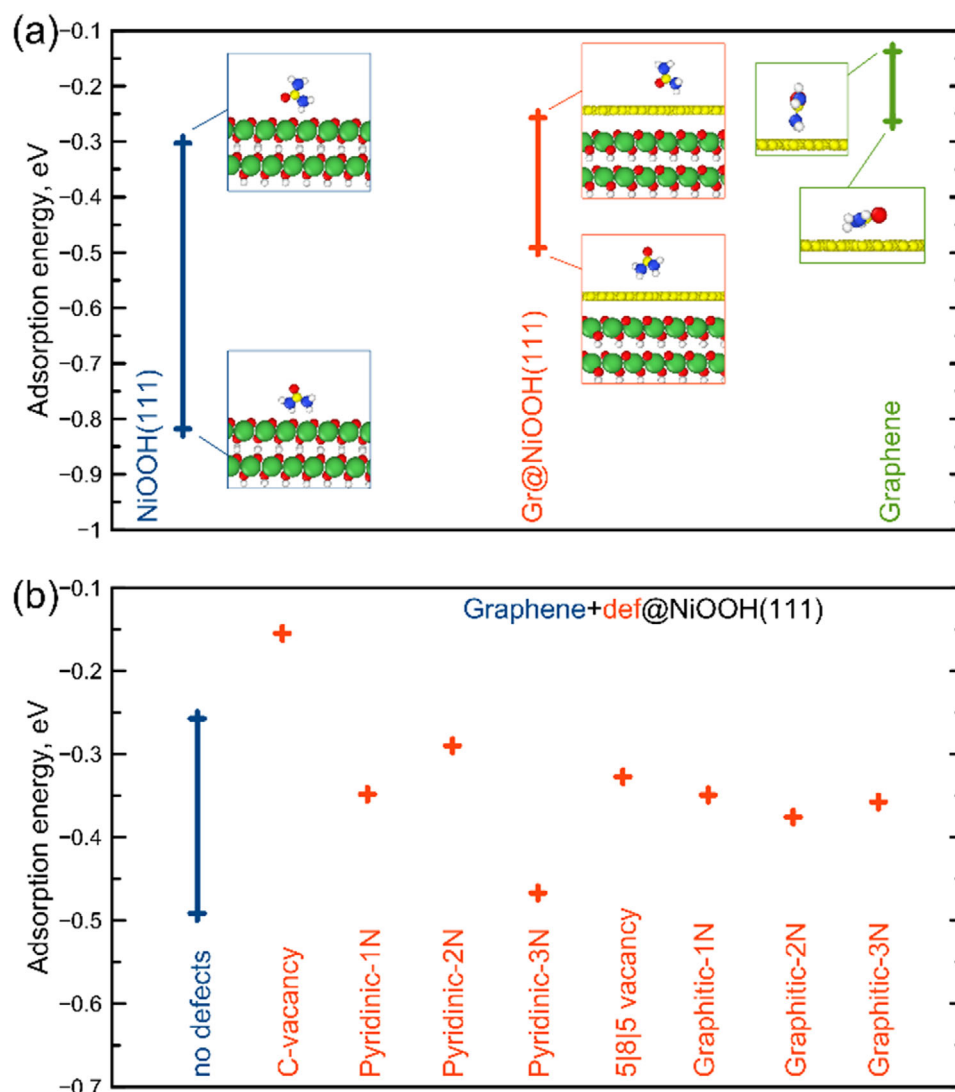 (a)
Adsorption energy, eV
−0.1
−0.2
−0.3
−0.4
−0.5
−0.6
−0.7
−0.8
−0.9
−1
NiOOH(111)
Gr@NiOOH(111)
Graphene
(b)
Adsorption energy, eV
−0.1
−0.2
−0.3
−0.4
−0.5
−0.6
−0.7
Graphene+def@NiOOH(111)
no defects
C-vacancy
Pyridinic-1N
Pyridinic-2N
Pyridinic-3N
5|8|5 vacancy
Graphitic-1N
Graphitic-2N
Graphitic-3N